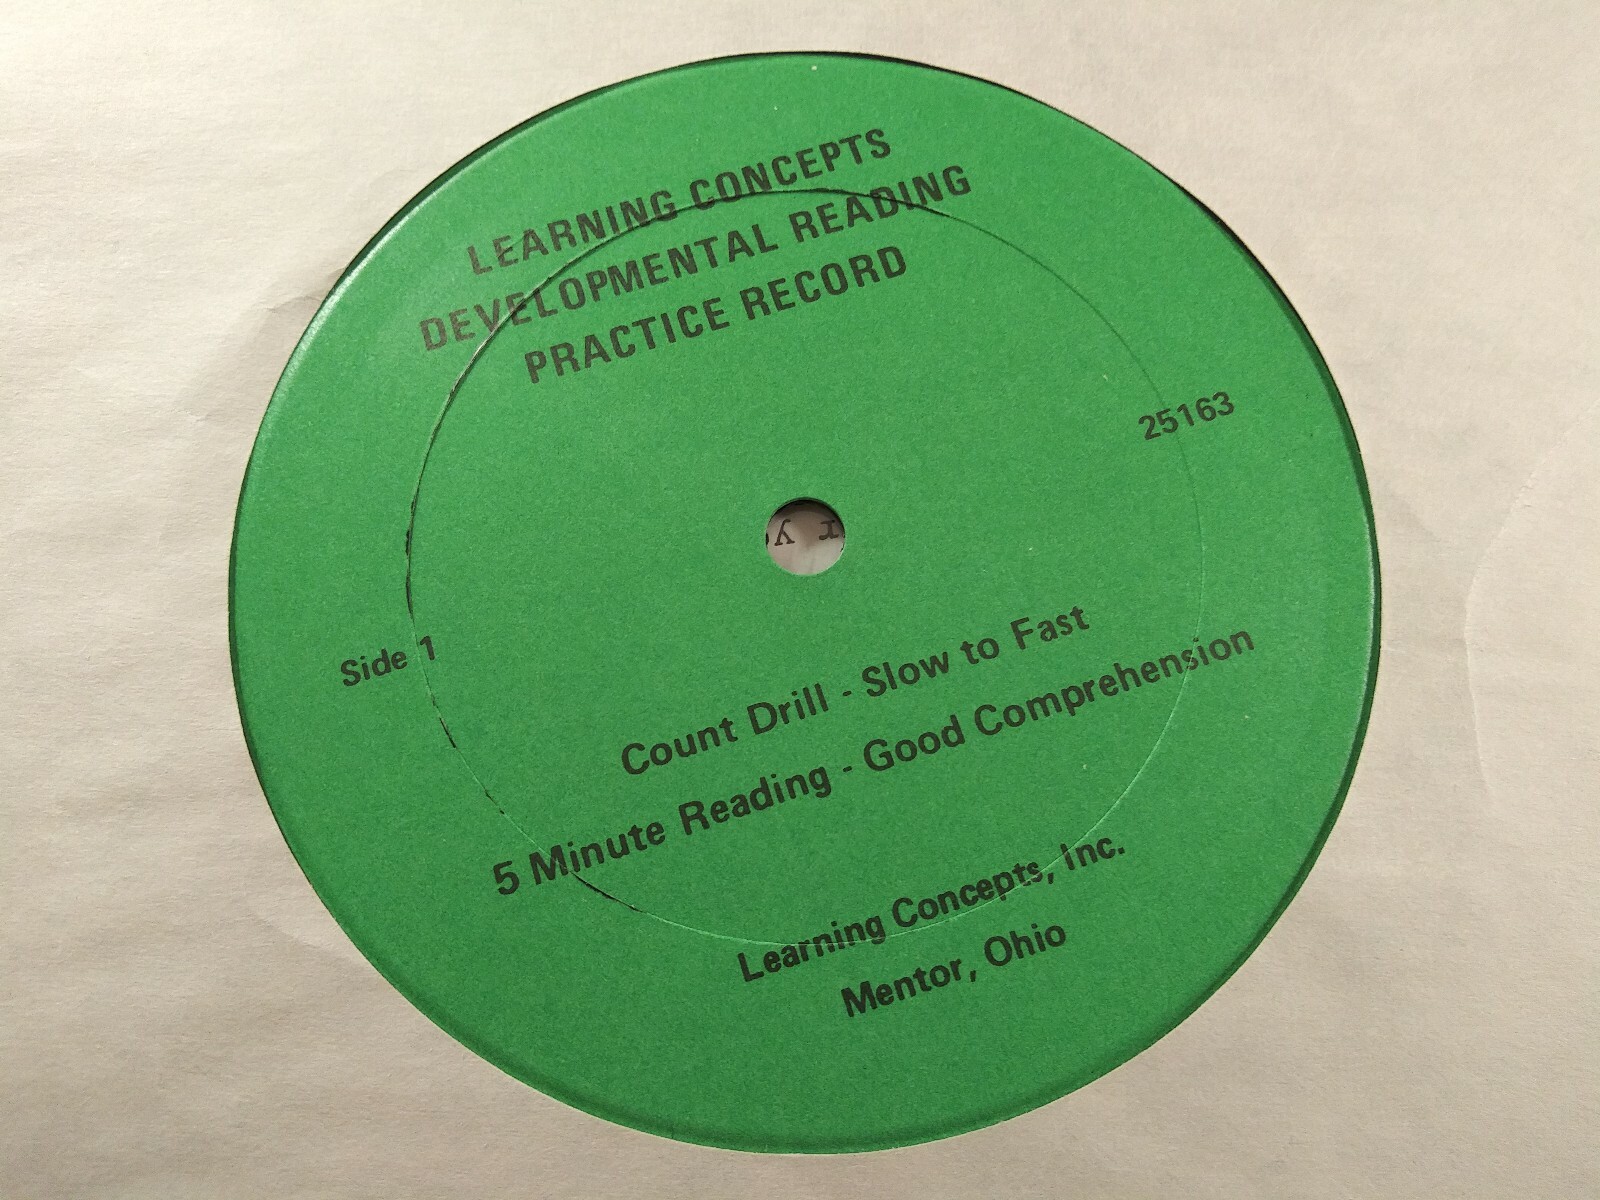 LEARNING CONCEPTS
DEVELOPMENTAL READING
PRACTICE RECORD
25163
Side 1
Count Drill - Slow to Fast
5 Minute Reading - Good Comprehension
Learning Concepts, Inc.
Mentor, Ohio